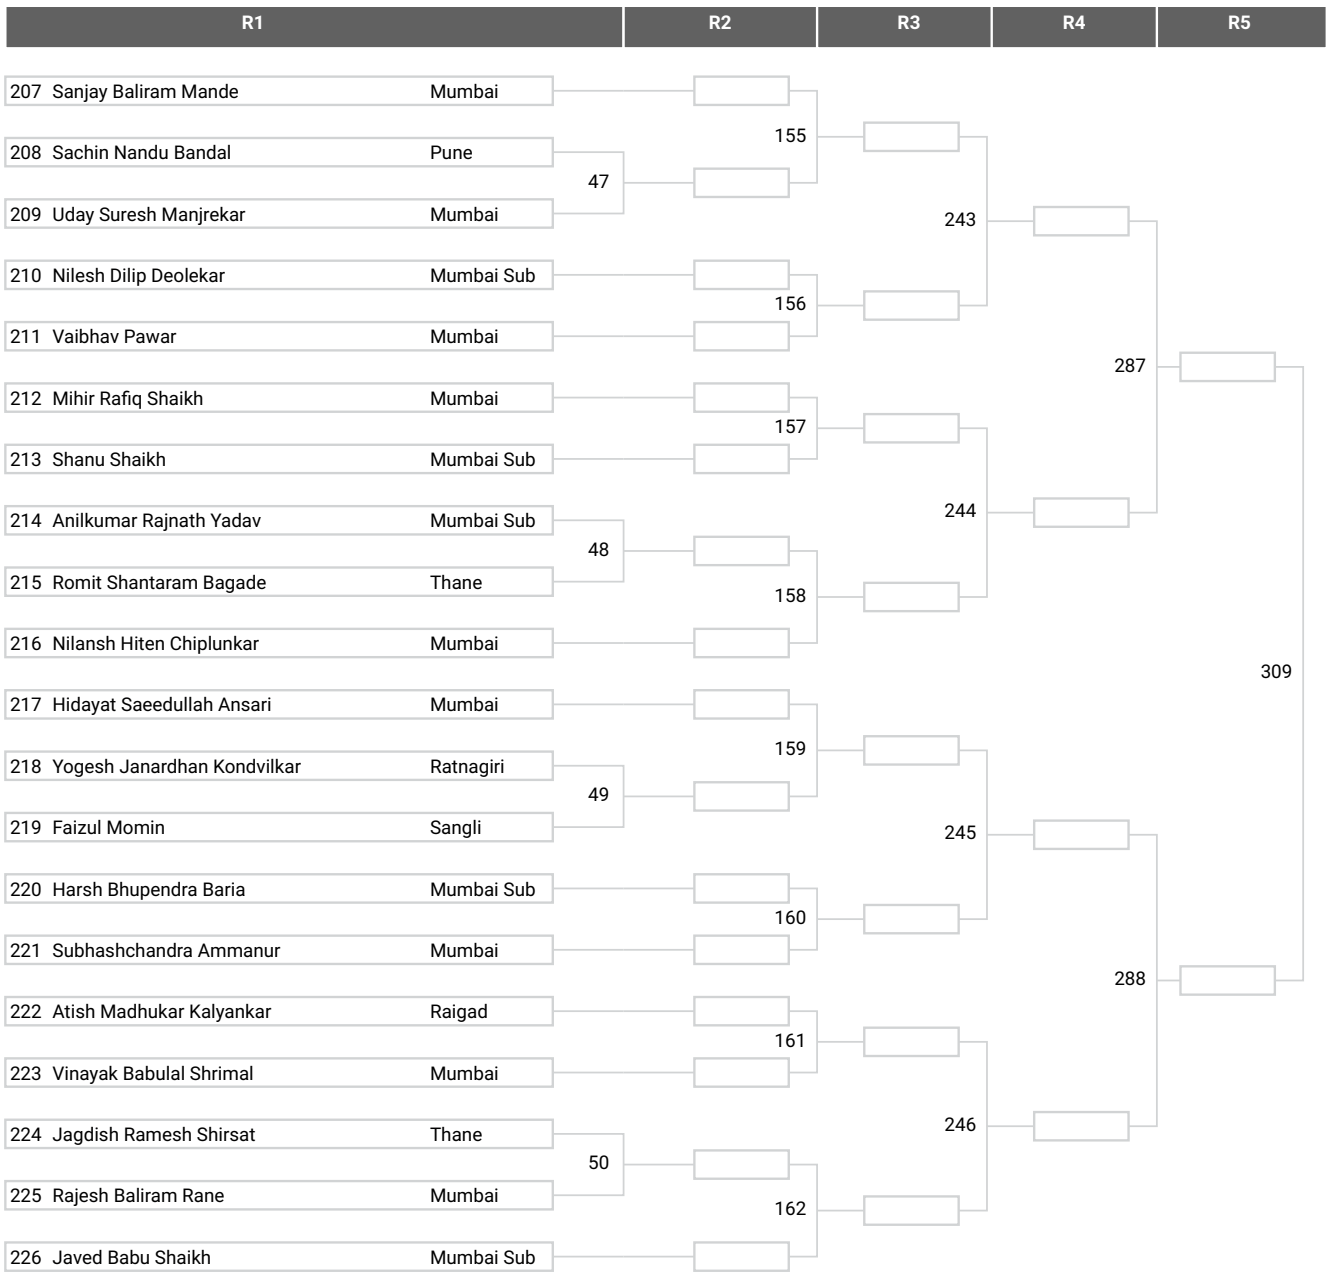 R1 R2 R3 R4 R5
207 Sanjay Baliram Mande Mumbai
155
208 Sachin Nandu Bandal Pune
47
209 Uday Suresh Manjrekar Mumbai
243
210 Nilesh Dilip Deolekar Mumbai Sub
156
211 Vaibhav Pawar Mumbai
287
212 Mihir Rafiq Shaikh Mumbai
157
213 Shanu Shaikh Mumbai Sub
244
214 Anilkumar Rajnath Yadav Mumbai Sub
48
215 Romit Shantaram Bagade Thane
158
216 Nilansh Hiten Chiplunkar Mumbai
309
217 Hidayat Saeedullah Ansari Mumbai
159
218 Yogesh Janardhan Kondvilkar Ratnagiri
49
219 Faizul Momin Sangli
245
220 Harsh Bhupendra Baria Mumbai Sub
160
221 Subhashchandra Ammanur Mumbai
288
222 Atish Madhukar Kalyankar Raigad
161
223 Vinayak Babulal Shrimal Mumbai
246
224 Jagdish Ramesh Shirsat Thane
50
225 Rajesh Baliram Rane Mumbai
162
226 Javed Babu Shaikh Mumbai Sub